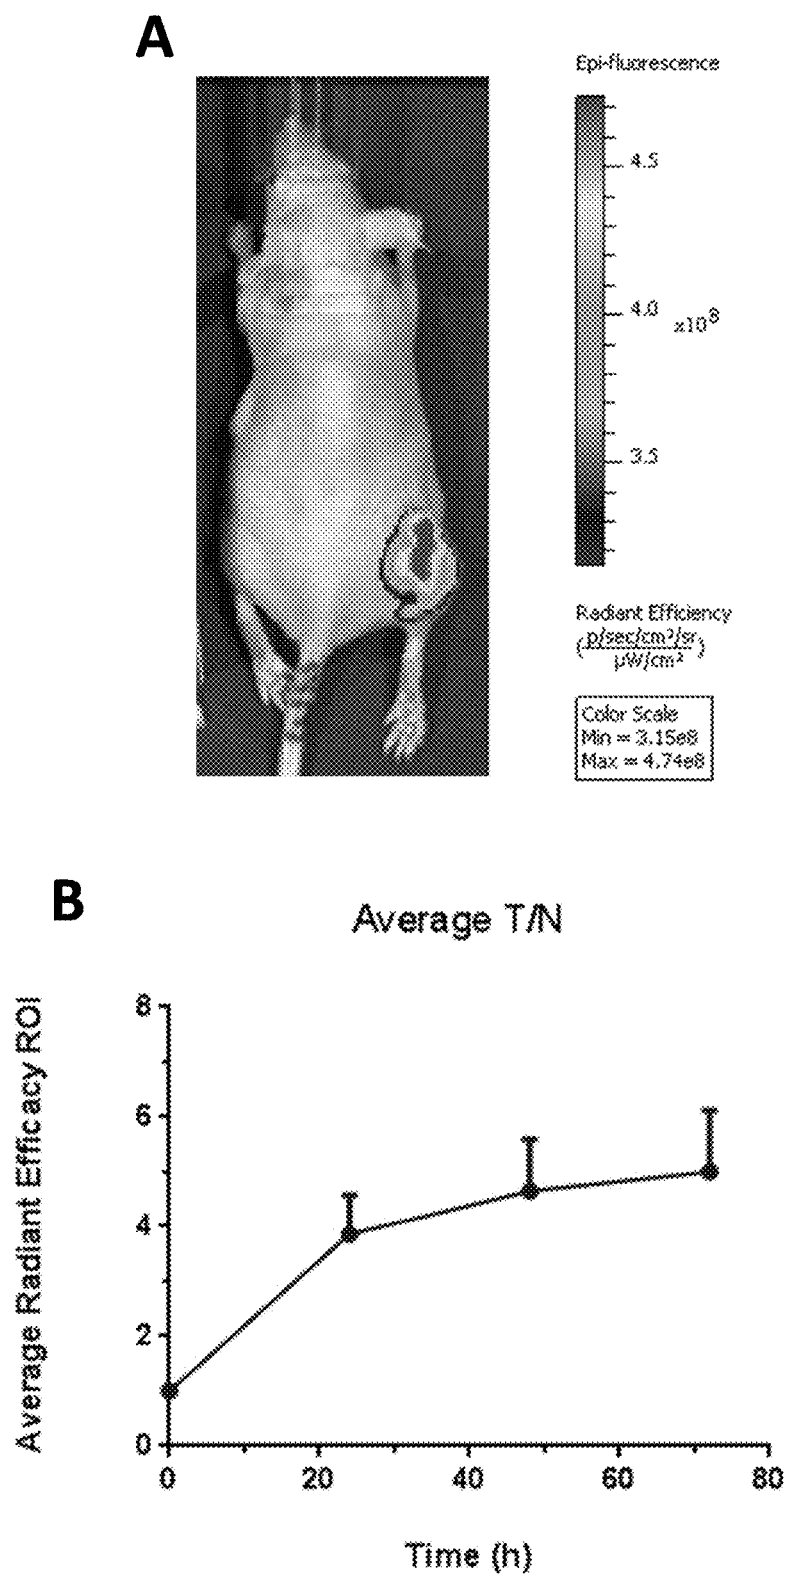 A
Epi-fluorescence
4.5
4.0
x10⁸
3.5
Radiant Efficiency
(p/sec/cm²/sr
µW/cm²)
Color Scale
Min = 3.15e8
Max = 4.74e8
B
Average T/N
Average Radiant Efficacy ROI
8
6
4
2
0
0 20 40 60 80
Time (h)